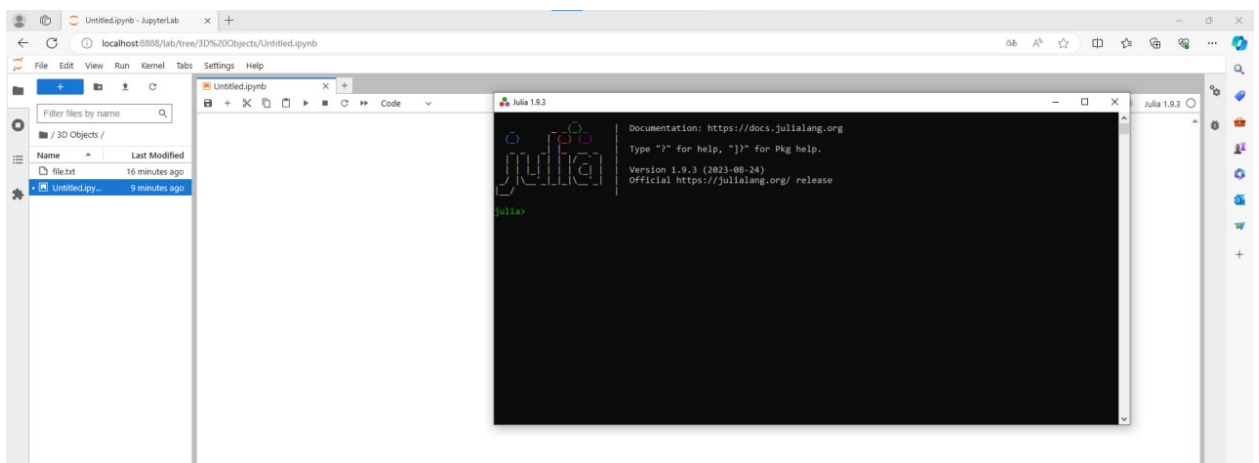 Untitled.ipynb - JupyterLab
localhost:8888/lab/tree/3D%20Objects/Untitled.ipynb
File Edit View Run Kernel Tabs Settings Help
Untitled.ipynb
Code
Julia 1.9.3
Filter files by name
/ 3D Objects /
Name Last Modified
file.txt 16 minutes ago
Untitled.ipy... 9 minutes ago
Julia 1.9.3
julia
Documentation: https://docs.julialang.org
Type "?" for help, "]?" for Pkg help.
Version 1.9.3 (2023-08-24)
Official https://julialang.org/ release
julia>